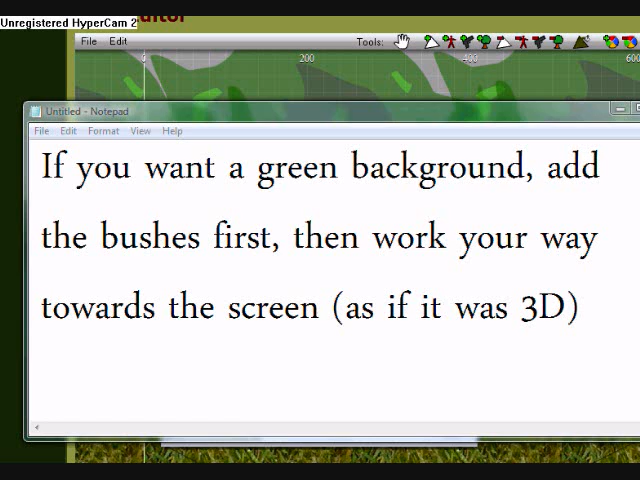 Unregistered HyperCam 2
File Edit Tools:
0 200 400 600
Untitled - Notepad
File Edit Format View Help
If you want a green background, add
the bushes first, then work your way
towards the screen (as if it was 3D)